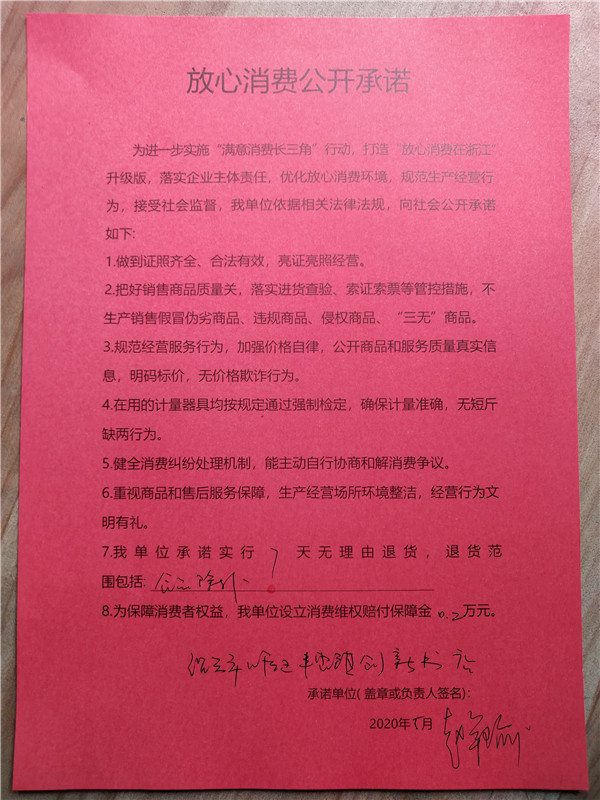 放心消费公开承诺
为进一步实施“满意消费长三角”行动，打造“放心消费在浙江”
升级版，落实企业主体责任，优化放心消费环境，规范生产经营行
为，接受社会监督，我单位依据相关法律法规，向社会公开承诺
如下:
1.做到证照齐全、合法有效，亮证亮照经营。
2.把好销售商品质量关，落实进货查验、索证索票等管控措施，不
生产销售假冒伪劣商品、违规商品、侵权商品、“三无”商品。
3.规范经营服务行为，加强价格自律，公开商品和服务质量真实信
息，明码标价，无价格欺诈行为。
4.在用的计量器具均按规定通过强制检定，确保计量准确，无短斤
缺两行为。
5.健全消费纠纷处理机制，能主动自行协商和解消费争议。
6.重视商品和售后服务保障，生产经营场所环境整洁，经营行为文
明有礼。
7.我单位承诺实行 7 天无理由退货，退货范
围包括: 食品除外
8.为保障消费者权益，我单位设立消费维权赔付保障金 0.2 万元。
承诺单位(盖章或负责人签名):
2020年5月